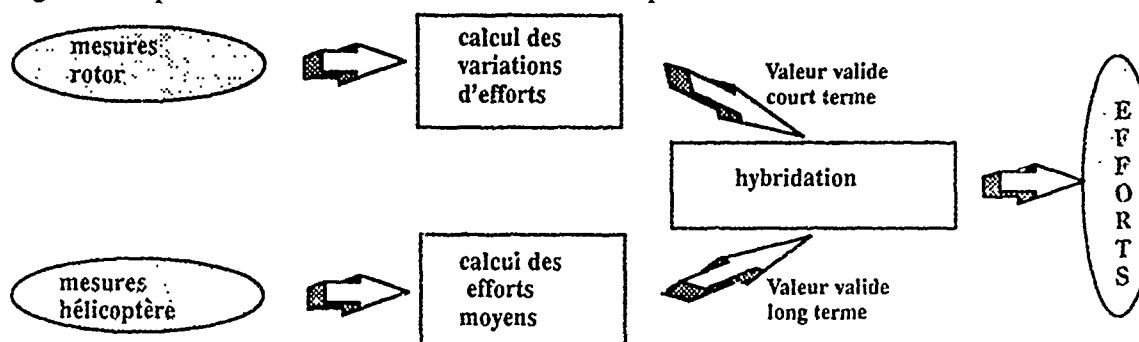 mesures
rotor
calcul des
variations
d'efforts
Valeur valide
court terme
hybridation
EFFORTS
mesures
hélicoptère
calcul des
efforts
moyens
Valeur valide
long terme